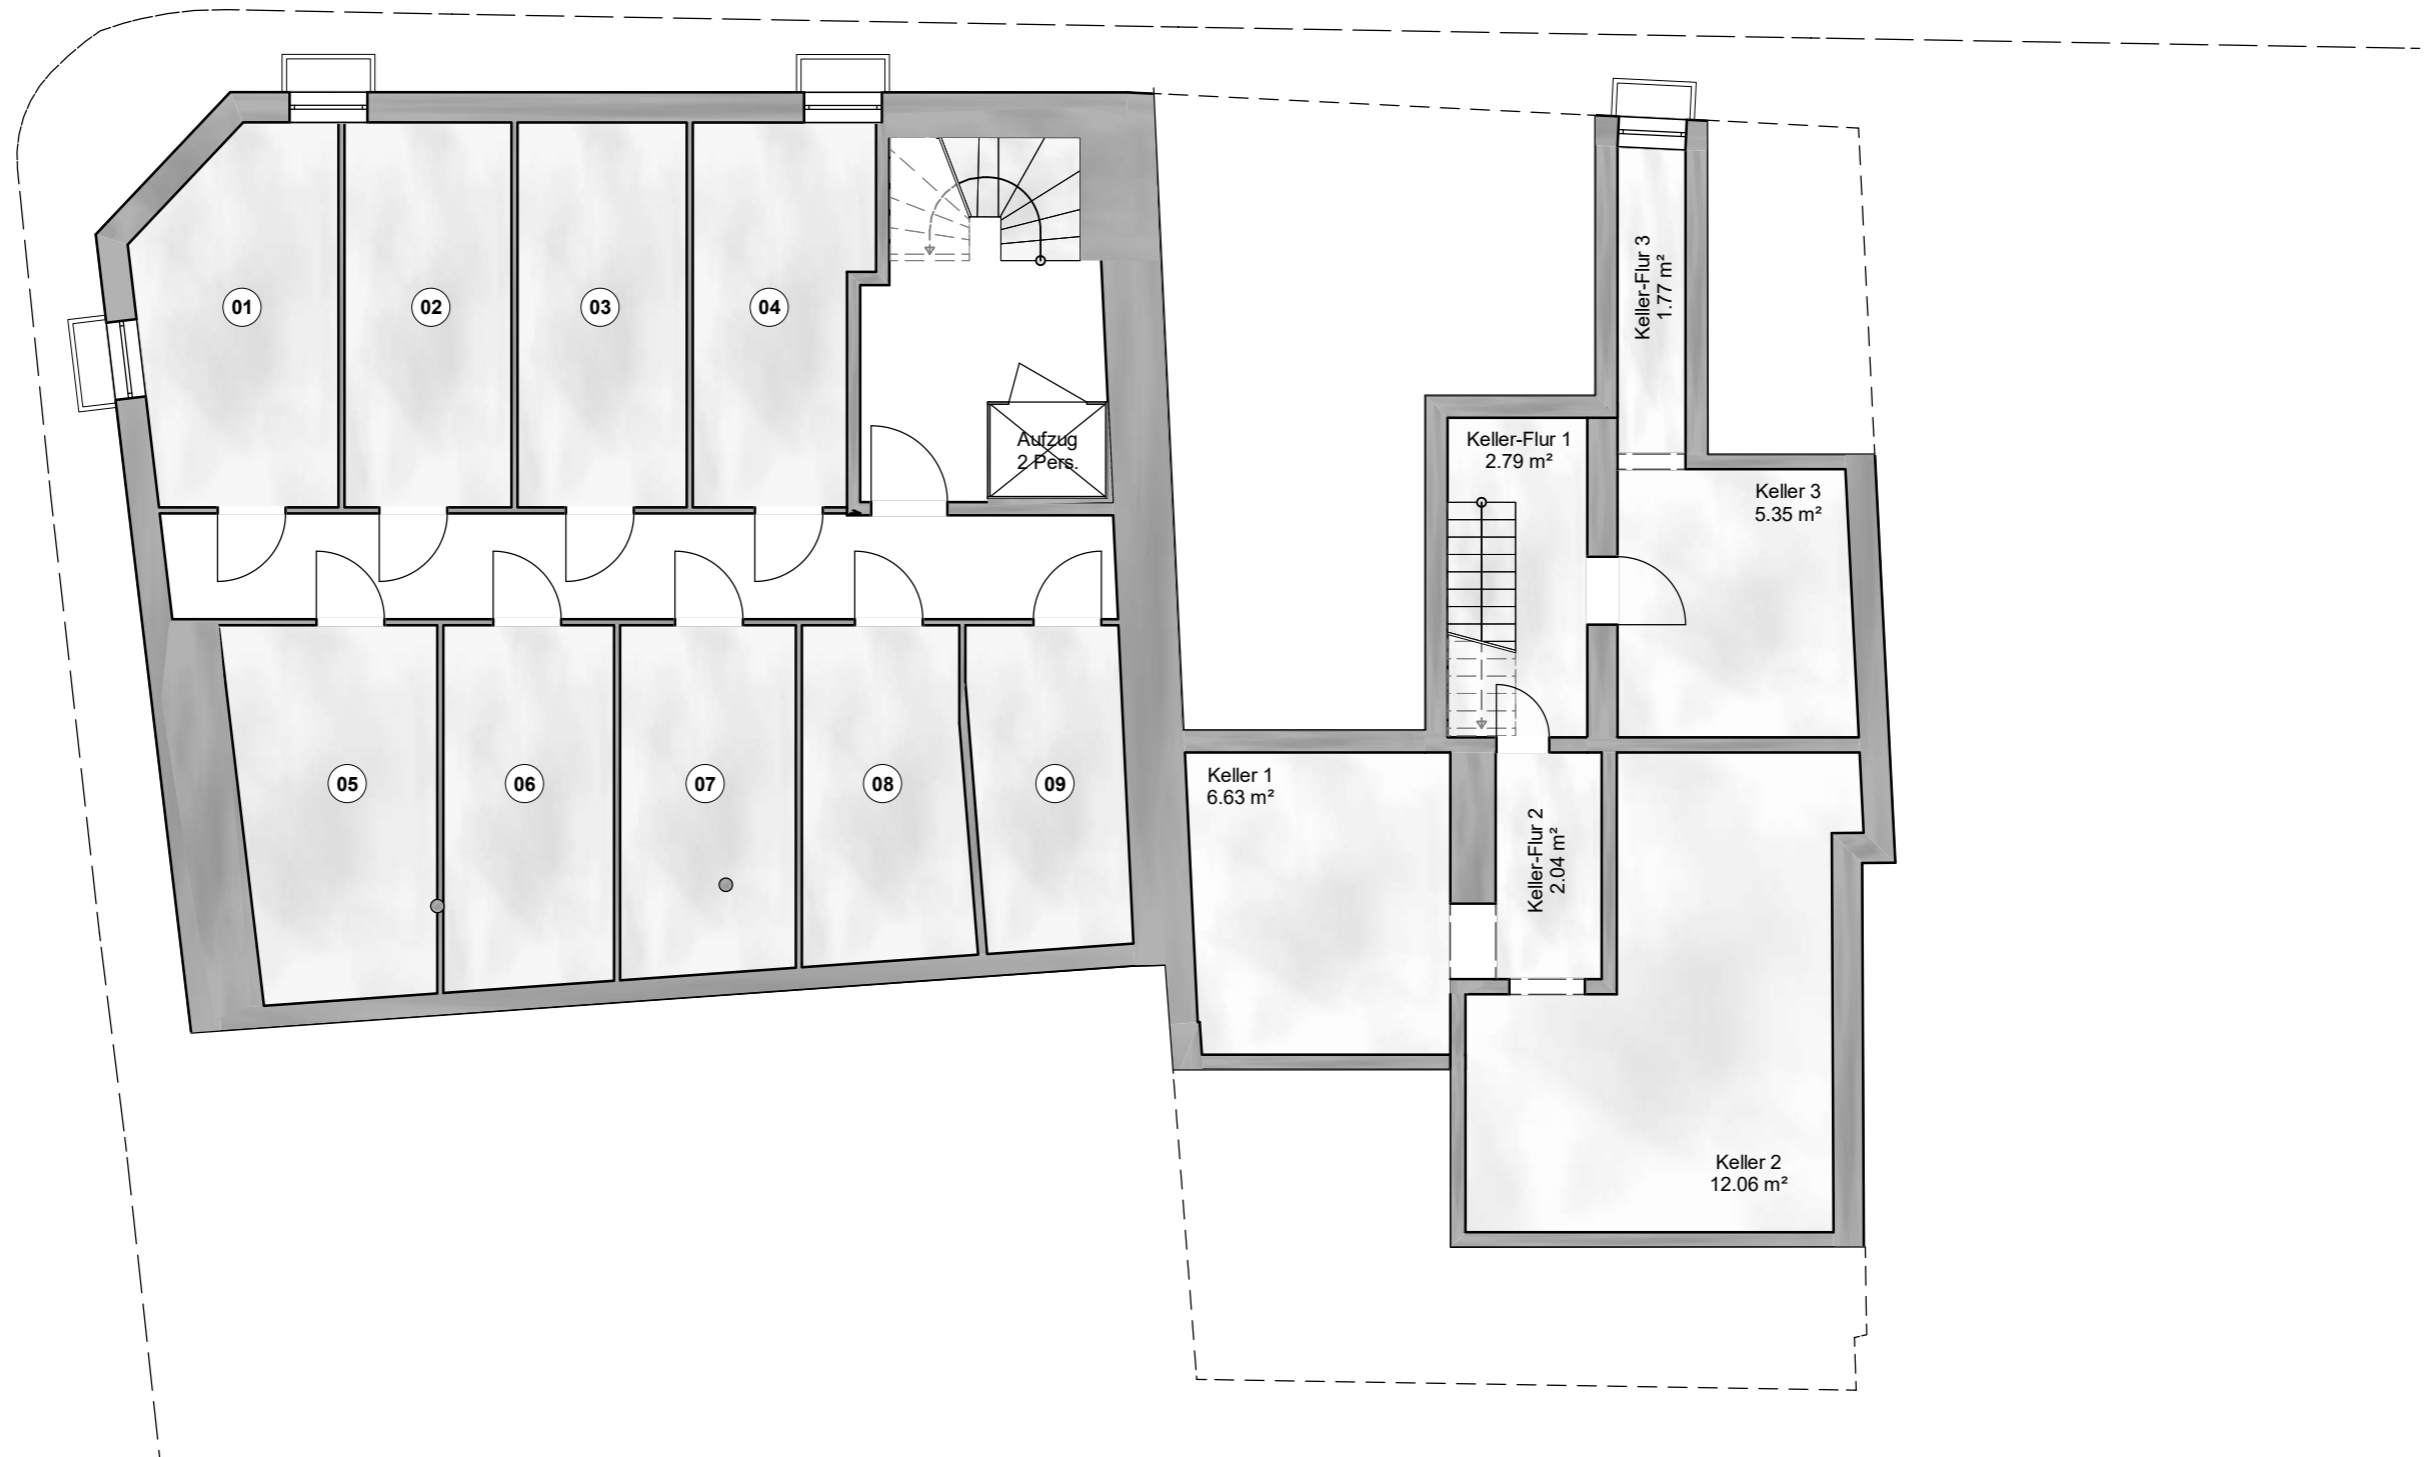 01
02
03
04
Aufzug
2 Pers.
05
06
07
08
09
Keller-Flur 3
1.77 m²
Keller-Flur 1
2.79 m²
Keller 3
5.35 m²
Keller 1
6.63 m²
Keller-Flur 2
2.04 m²
Keller 2
12.06 m²